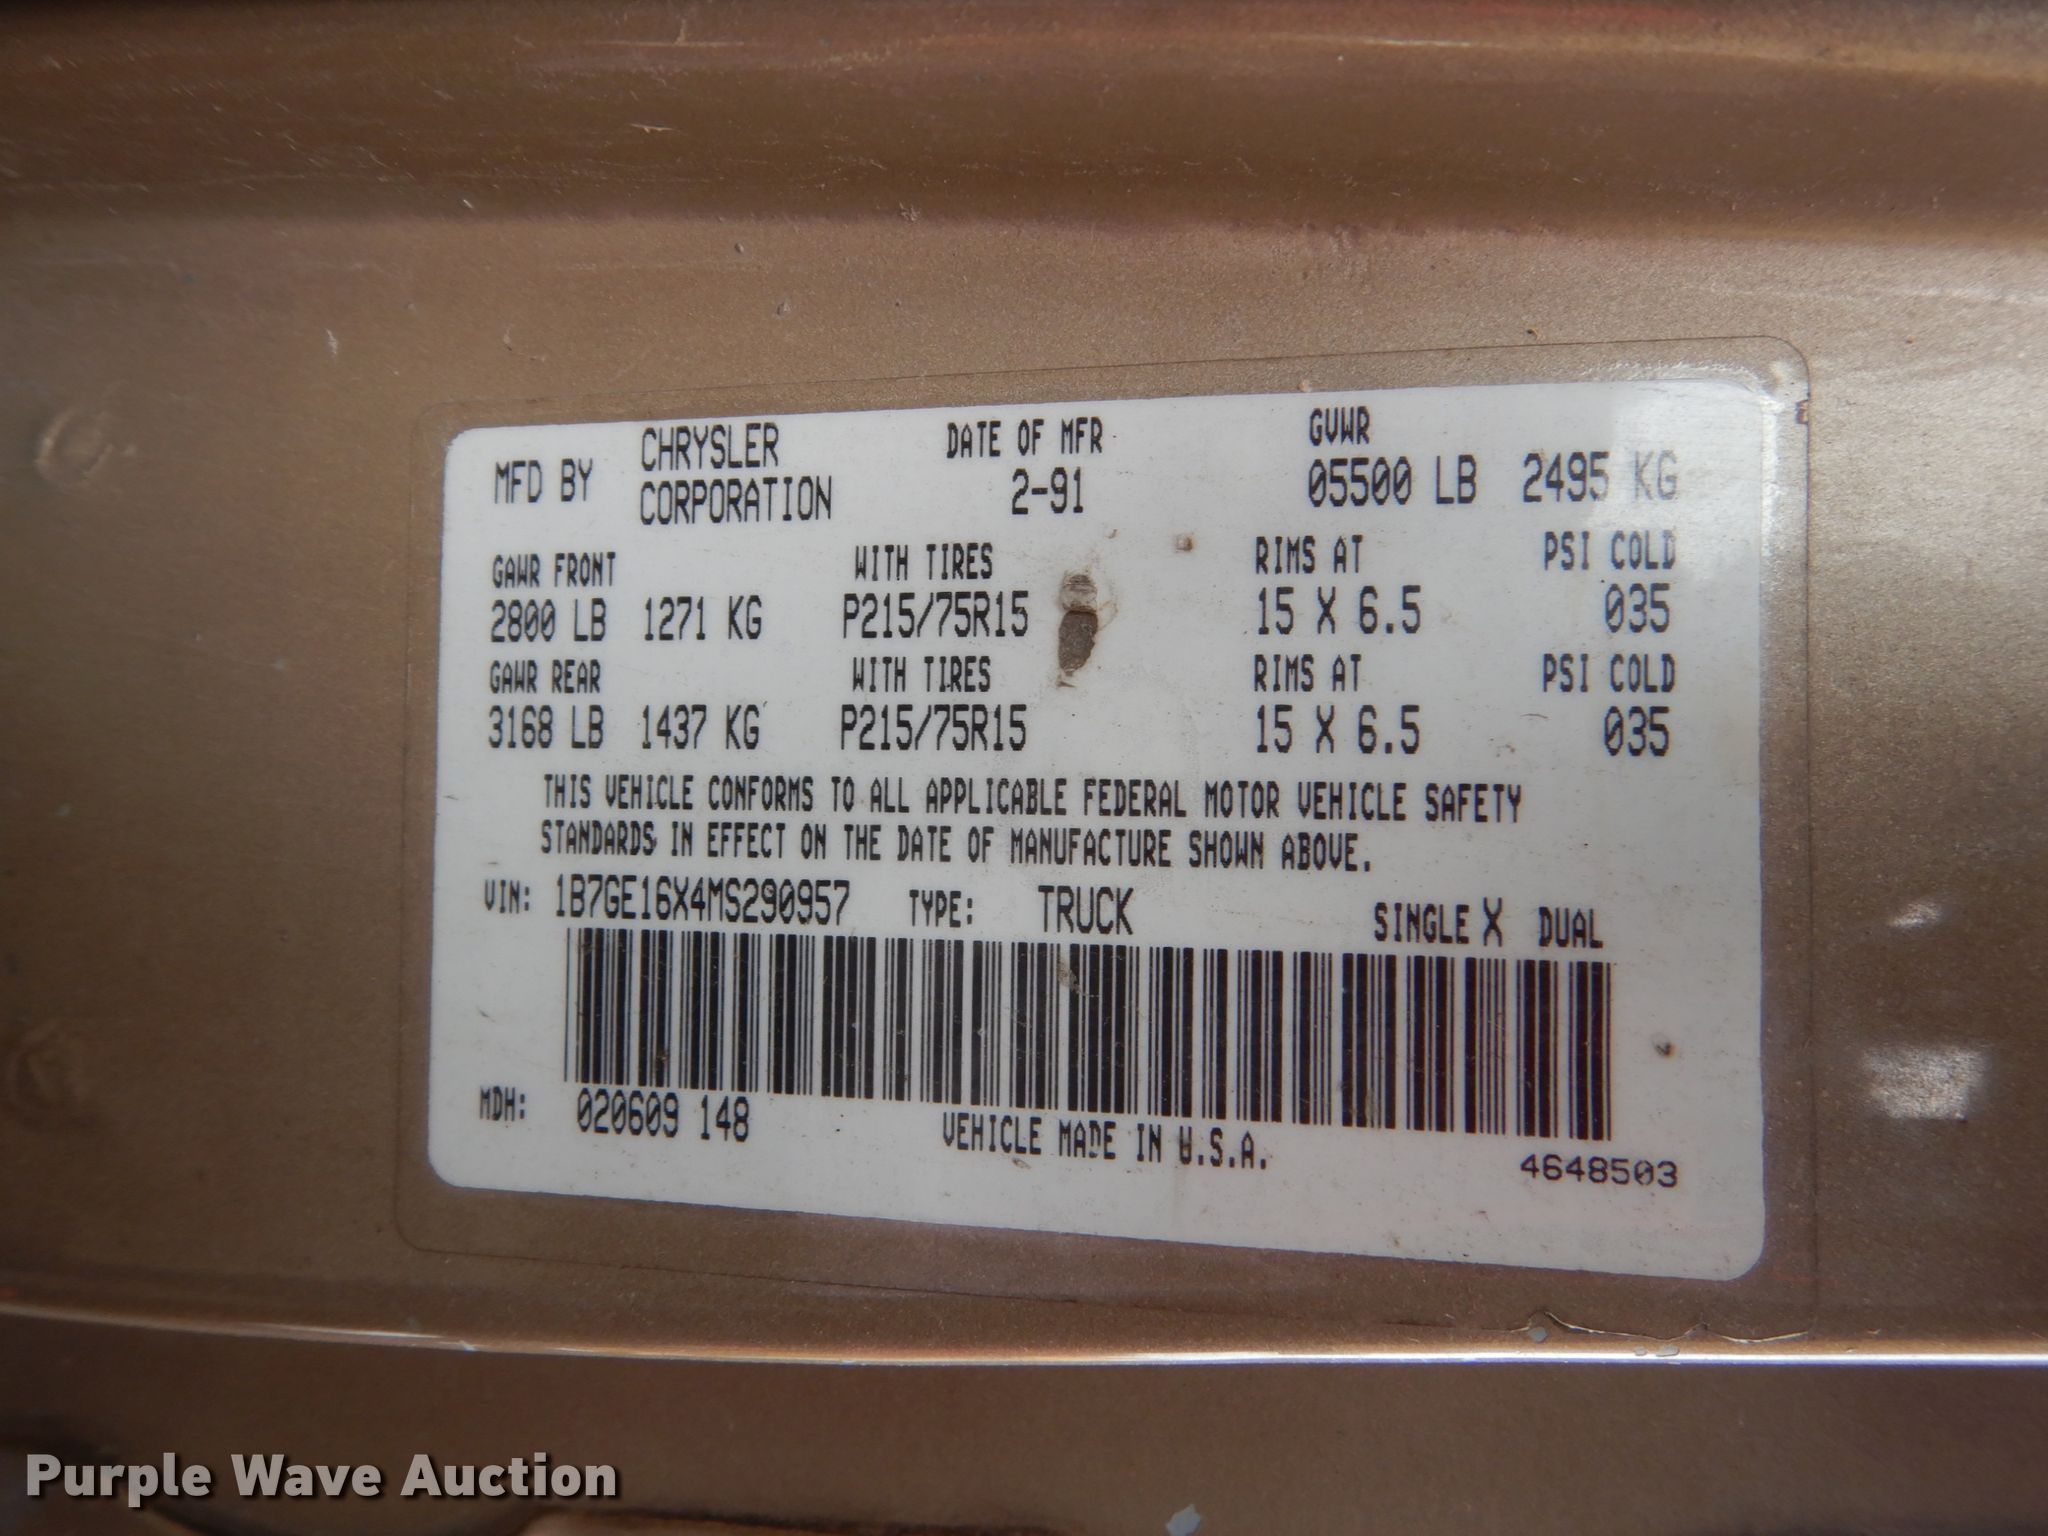 MFD BY CHRYSLER CORPORATION DATE OF MFR 2-91 GVWR 05500 LB 2495 KG
GAWR FRONT WITH TIRES RIMS AT PSI COLD
2800 LB 1271 KG P215/75R15 15 X 6.5 035
GAWR REAR WITH TIRES RIMS AT PSI COLD
3168 LB 1437 KG P215/75R15 15 X 6.5 035
THIS VEHICLE CONFORMS TO ALL APPLICABLE FEDERAL MOTOR VEHICLE SAFETY
STANDARDS IN EFFECT ON THE DATE OF MANUFACTURE SHOWN ABOVE.
VIN: 1B7GE16X4MS290957 TYPE: TRUCK SINGLE X DUAL
MDH: 020609 148 VEHICLE MADE IN U.S.A.
4648503
Purple Wave Auction